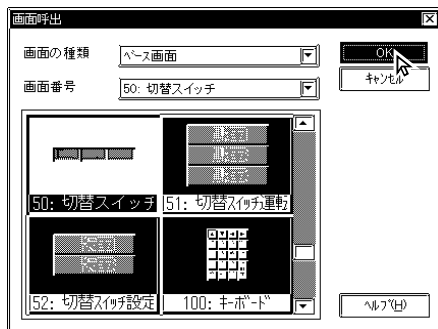 画面呼出
画面の種類
ベース画面
OK
画面番号
50: 切替スイッチ
キャンセル
50: 切替スイッチ
51: 切替スイッチ運転
52: 切替スイッチ設定
100: キーボード
ヘルプ(H)